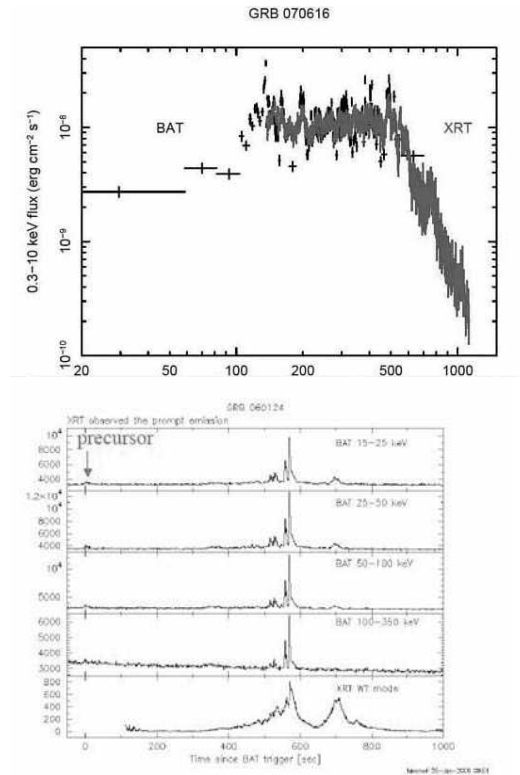 GRB 070616
0.3–10 keV flux (erg cm⁻² s⁻¹)
10⁻⁸
10⁻⁹
10⁻¹⁰
BAT
XRT
20
100
200
1000
GRB 060124
XRT observed the prompt emission
precursor
BAT 15-25 keV
10⁴
8000
6000
4000
BAT 25-50 keV
1.2×10⁴
10⁴
8000
6000
4000
BAT 50-100 keV
10⁴
5000
BAT 100-350 keV
6000
5000
4000
3000
XRT WT mode
800
600
400
200
0
0
200
400
600
800
1000
Time since BAT trigger [sec]